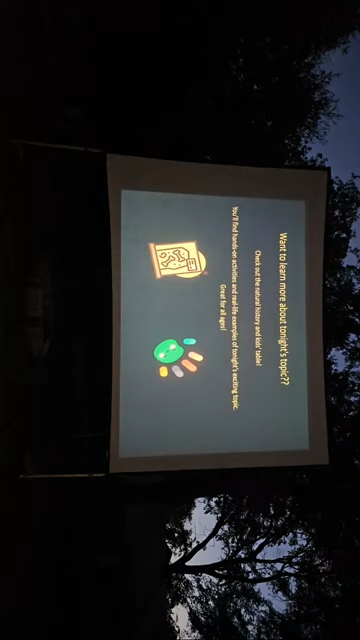 Want to learn more about tonight's topic??
Check out the natural history and kids' table!
You'll find hands-on activities and real-life examples of tonight's exciting topic.
Great for all ages!